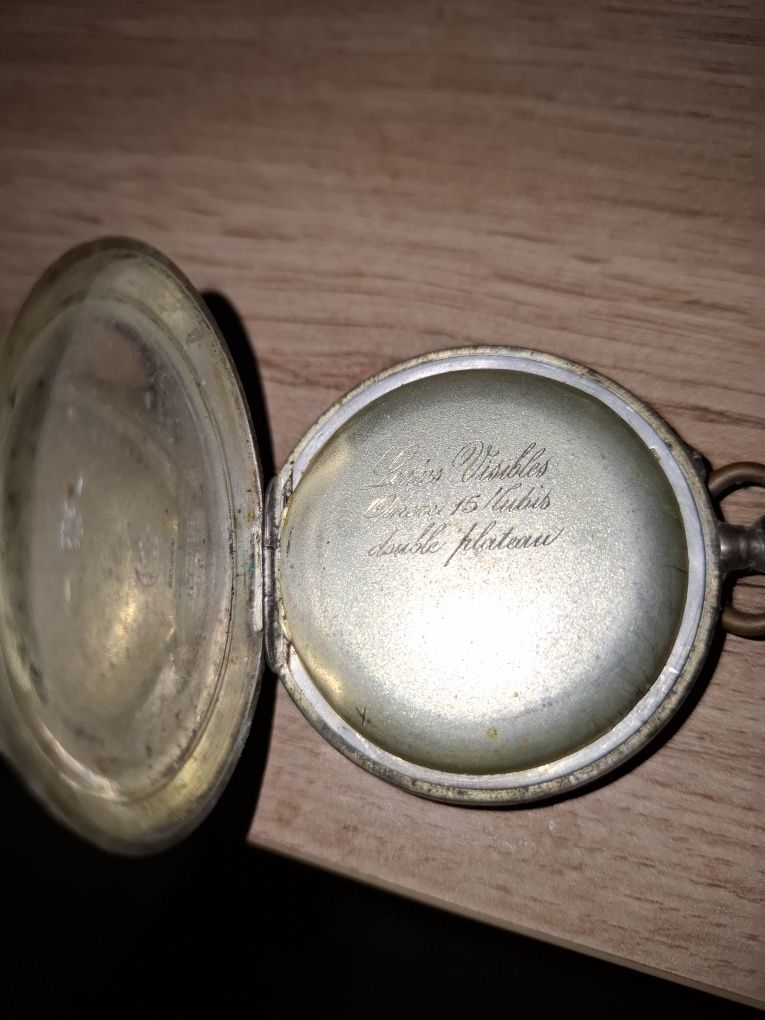 Levées Visibles
Ancre 15 Rubis
double plateau